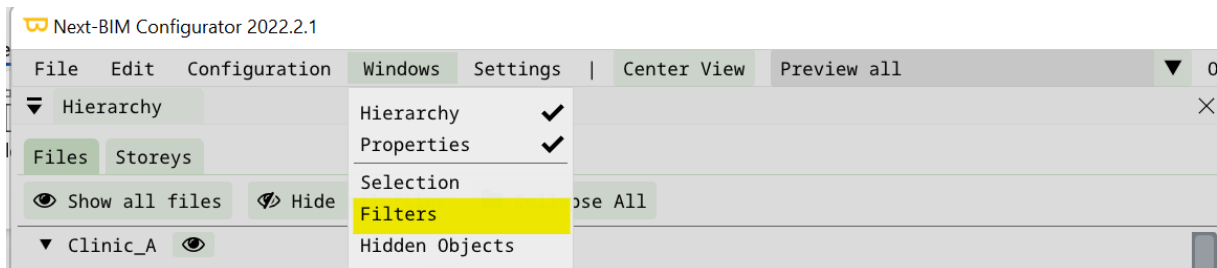 Next-BIM Configurator 2022.2.1
File Edit Configuration Windows Settings | Center View Preview all
Hierarchy
Hierarchy
Properties
Files Storeys
Selection
Show all files Hide All
Filters
Clinic_A
Hidden Objects